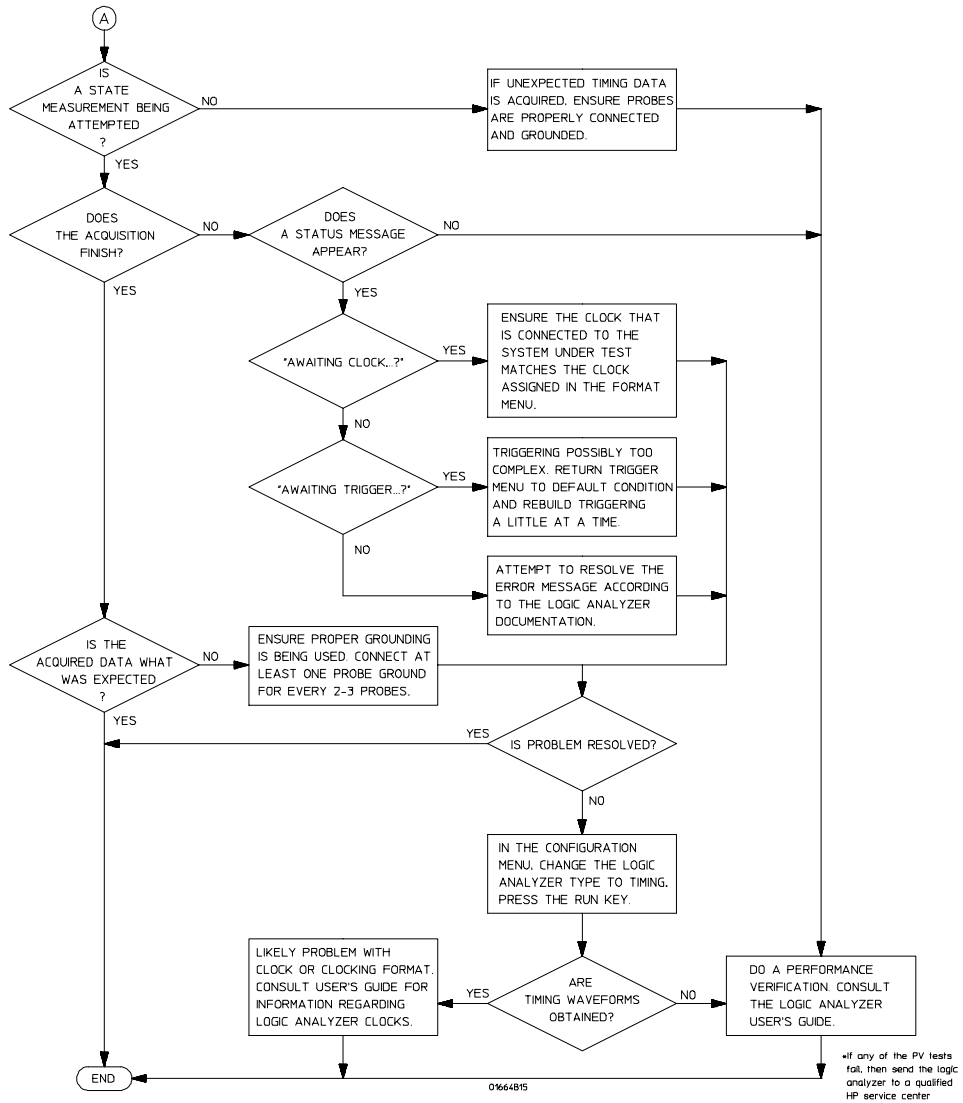 A
IS
A STATE
MEASUREMENT BEING
ATTEMPTED
?
NO
IF UNEXPECTED TIMING DATA
IS ACQUIRED, ENSURE PROBES
ARE PROPERLY CONNECTED
AND GROUNDED.
YES
DOES
THE ACQUISITION
FINISH?
NO
DOES
A STATUS MESSAGE
APPEAR?
NO
YES
YES
"AWAITING CLOCK...?"
YES
ENSURE THE CLOCK THAT
IS CONNECTED TO THE
SYSTEM UNDER TEST
MATCHES THE CLOCK
ASSIGNED IN THE FORMAT
MENU.
NO
"AWAITING TRIGGER...?"
YES
TRIGGERING POSSIBLY TOO
COMPLEX. RETURN TRIGGER
MENU TO DEFAULT CONDITION
AND REBUILD TRIGGERING
A LITTLE AT A TIME.
NO
ATTEMPT TO RESOLVE THE
ERROR MESSAGE ACCORDING
TO THE LOGIC ANALYZER
DOCUMENTATION.
IS THE
ACQUIRED DATA WHAT
WAS EXPECTED
?
NO
ENSURE PROPER GROUNDING
IS BEING USED. CONNECT AT
LEAST ONE PROBE GROUND
FOR EVERY 2-3 PROBES.
YES
IS PROBLEM RESOLVED?
YES
NO
IN THE CONFIGURATION
MENU, CHANGE THE LOGIC
ANALYZER TYPE TO TIMING.
PRESS THE RUN KEY.
ARE
TIMING WAVEFORMS
OBTAINED?
YES
LIKELY PROBLEM WITH
CLOCK OR CLOCKING FORMAT.
CONSULT USER'S GUIDE FOR
INFORMATION REGARDING
LOGIC ANALYZER CLOCKS.
NO
DO A PERFORMANCE
VERIFICATION. CONSULT
THE LOGIC ANALYZER
USER'S GUIDE.
*If any of the PV tests
fail, then send the logic
analyzer to a qualified
HP service center
END
01664B15